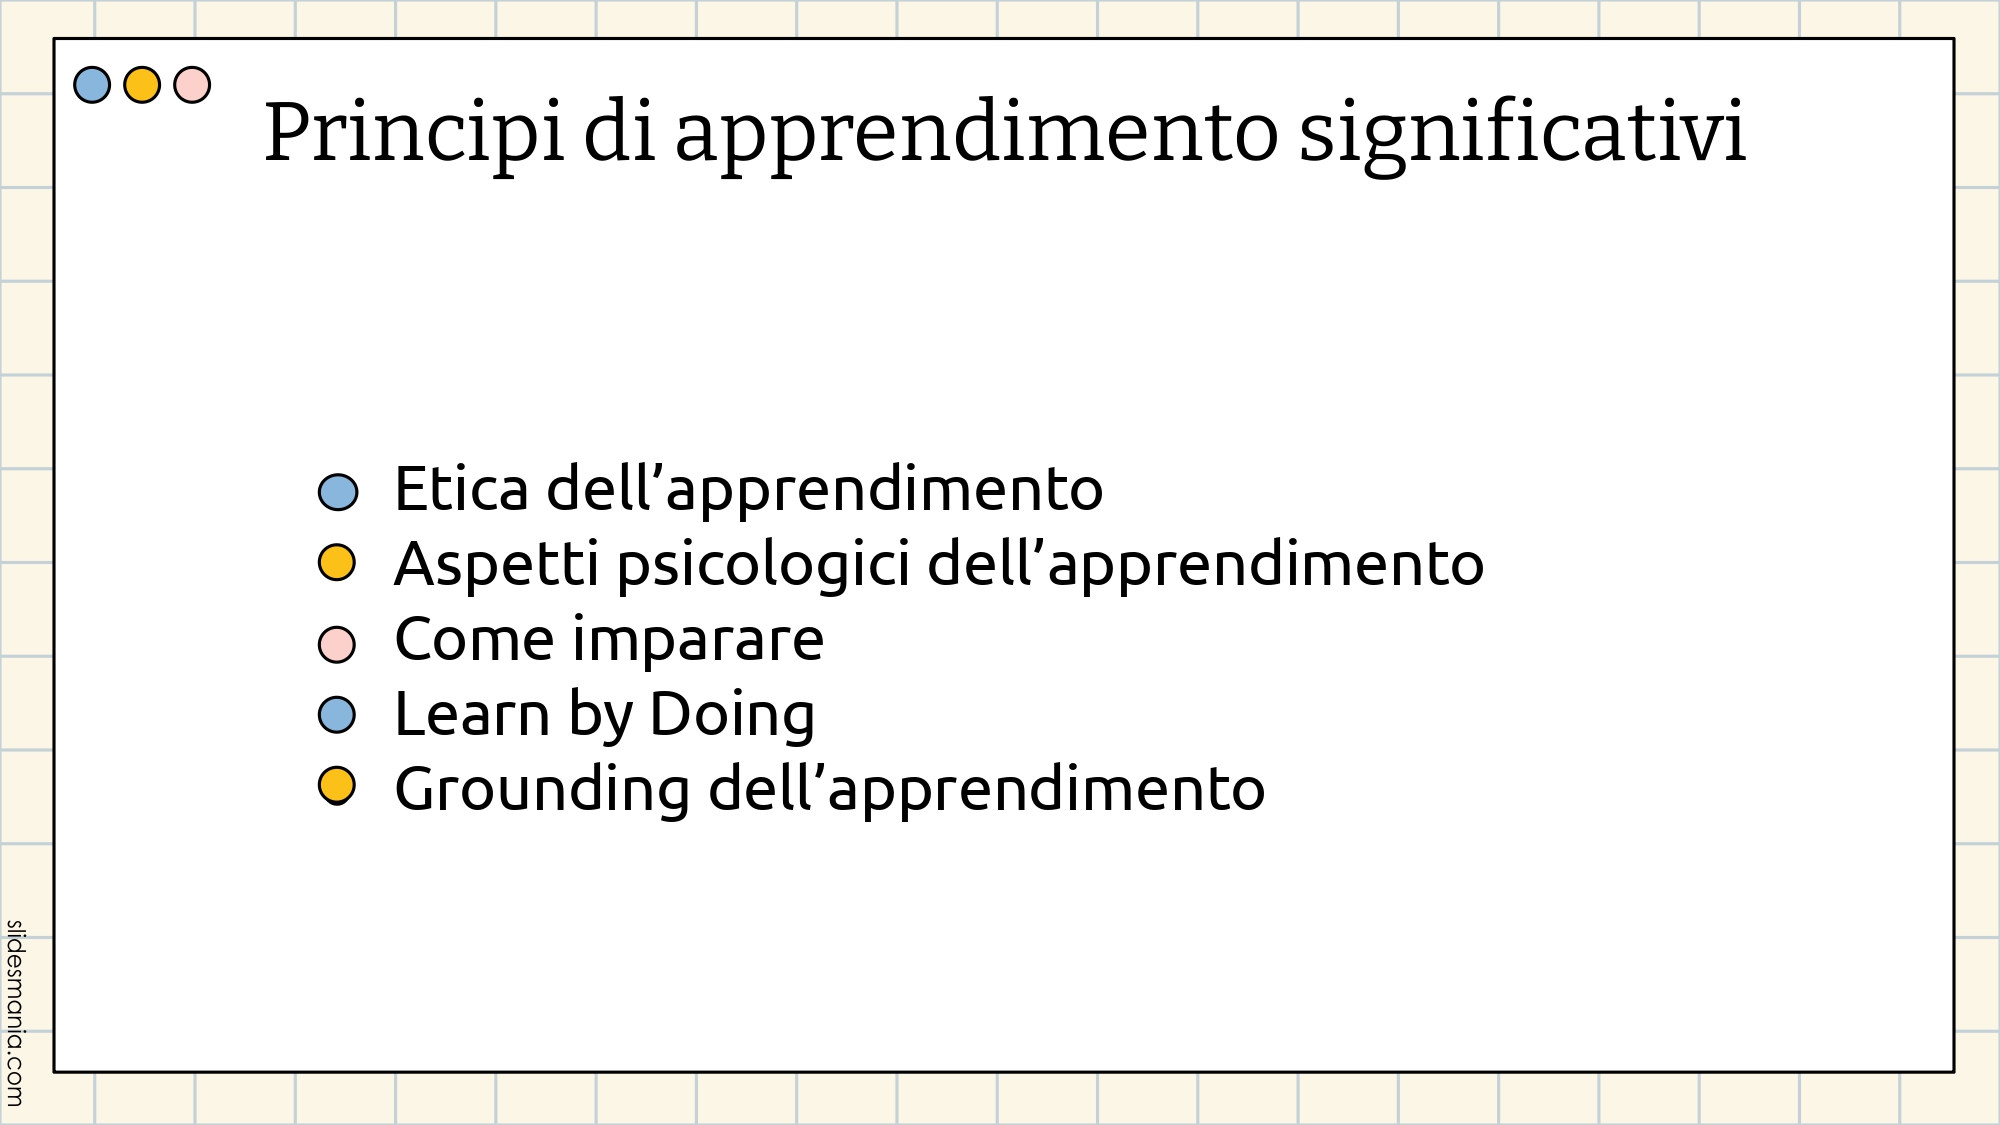 Principi di apprendimento significativi
Etica dell’apprendimento
Aspetti psicologici dell’apprendimento
Come imparare
Learn by Doing
Grounding dell’apprendimento
slidesmania.com